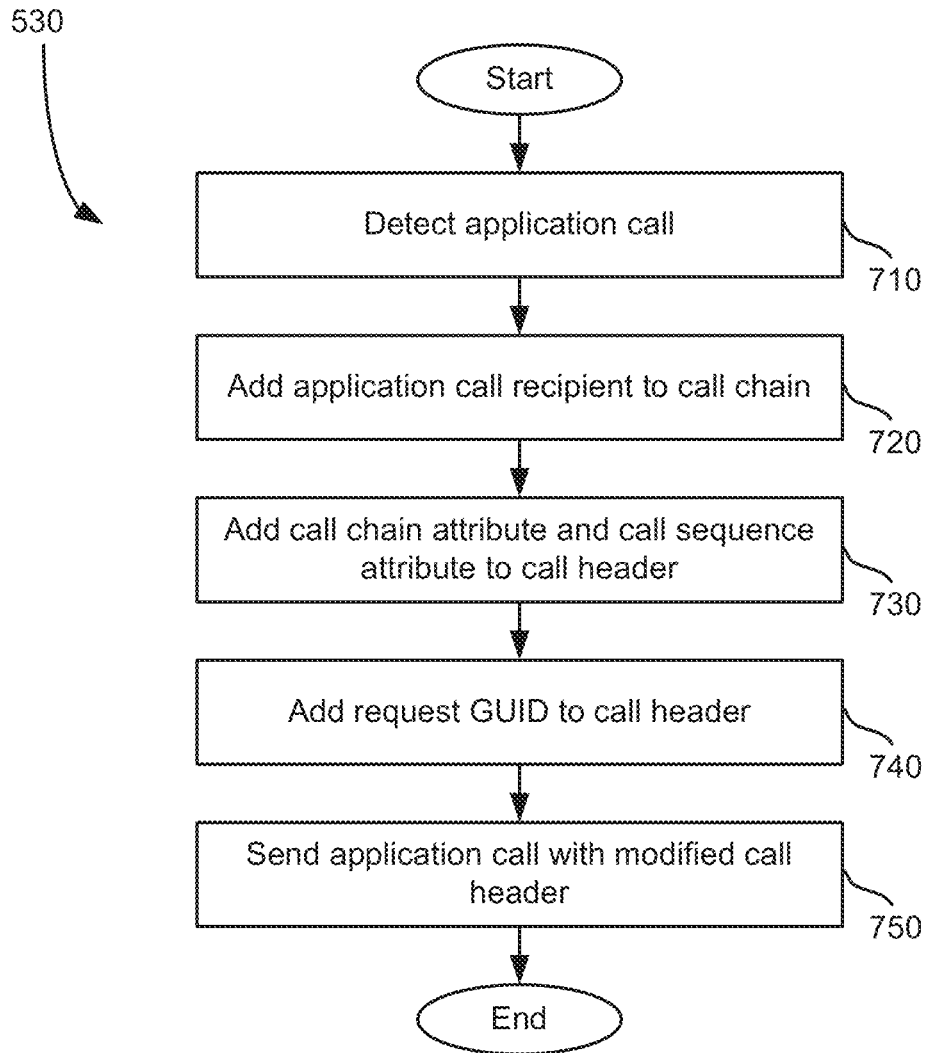 530
Start
Detect application call
710
Add application call recipient to call chain
720
Add call chain attribute and call sequence
attribute to call header
730
Add request GUID to call header
740
Send application call with modified call
header
750
End